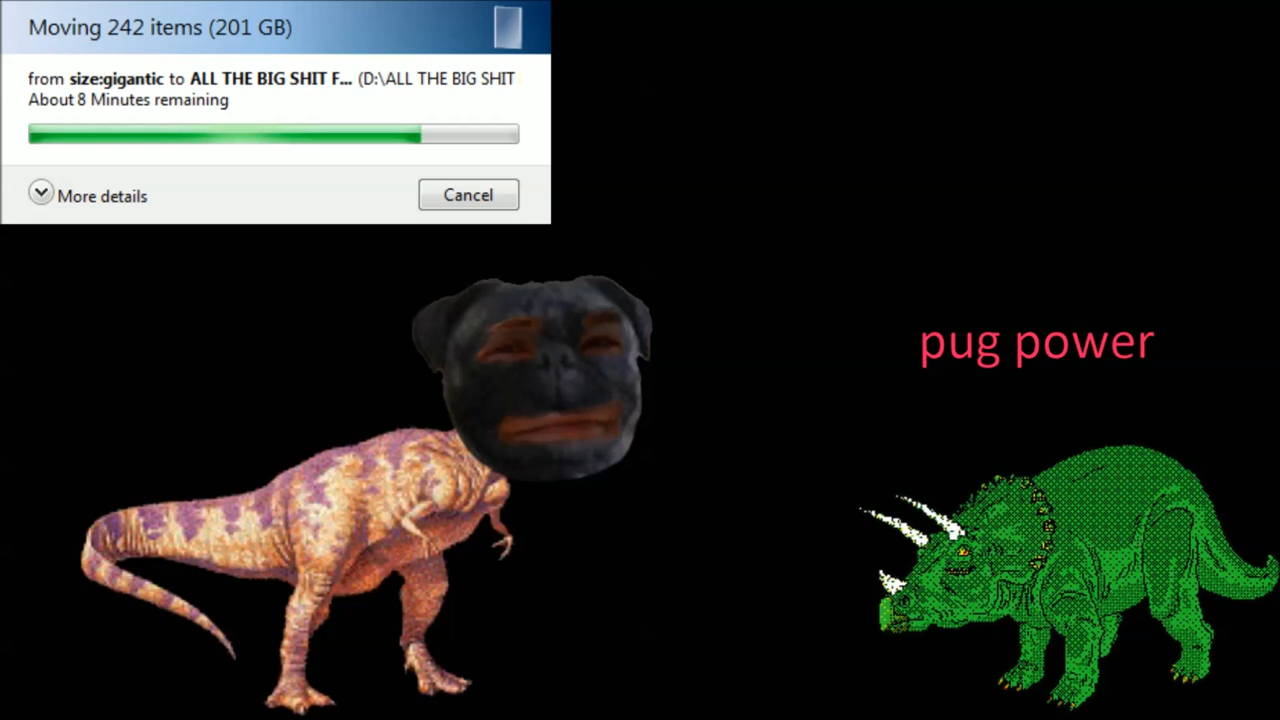 Moving 242 items (201 GB)
from size:gigantic to ALL THE BIG SHIT F... (D:\ALL THE BIG SHIT
About 8 Minutes remaining
More details
Cancel
pug power